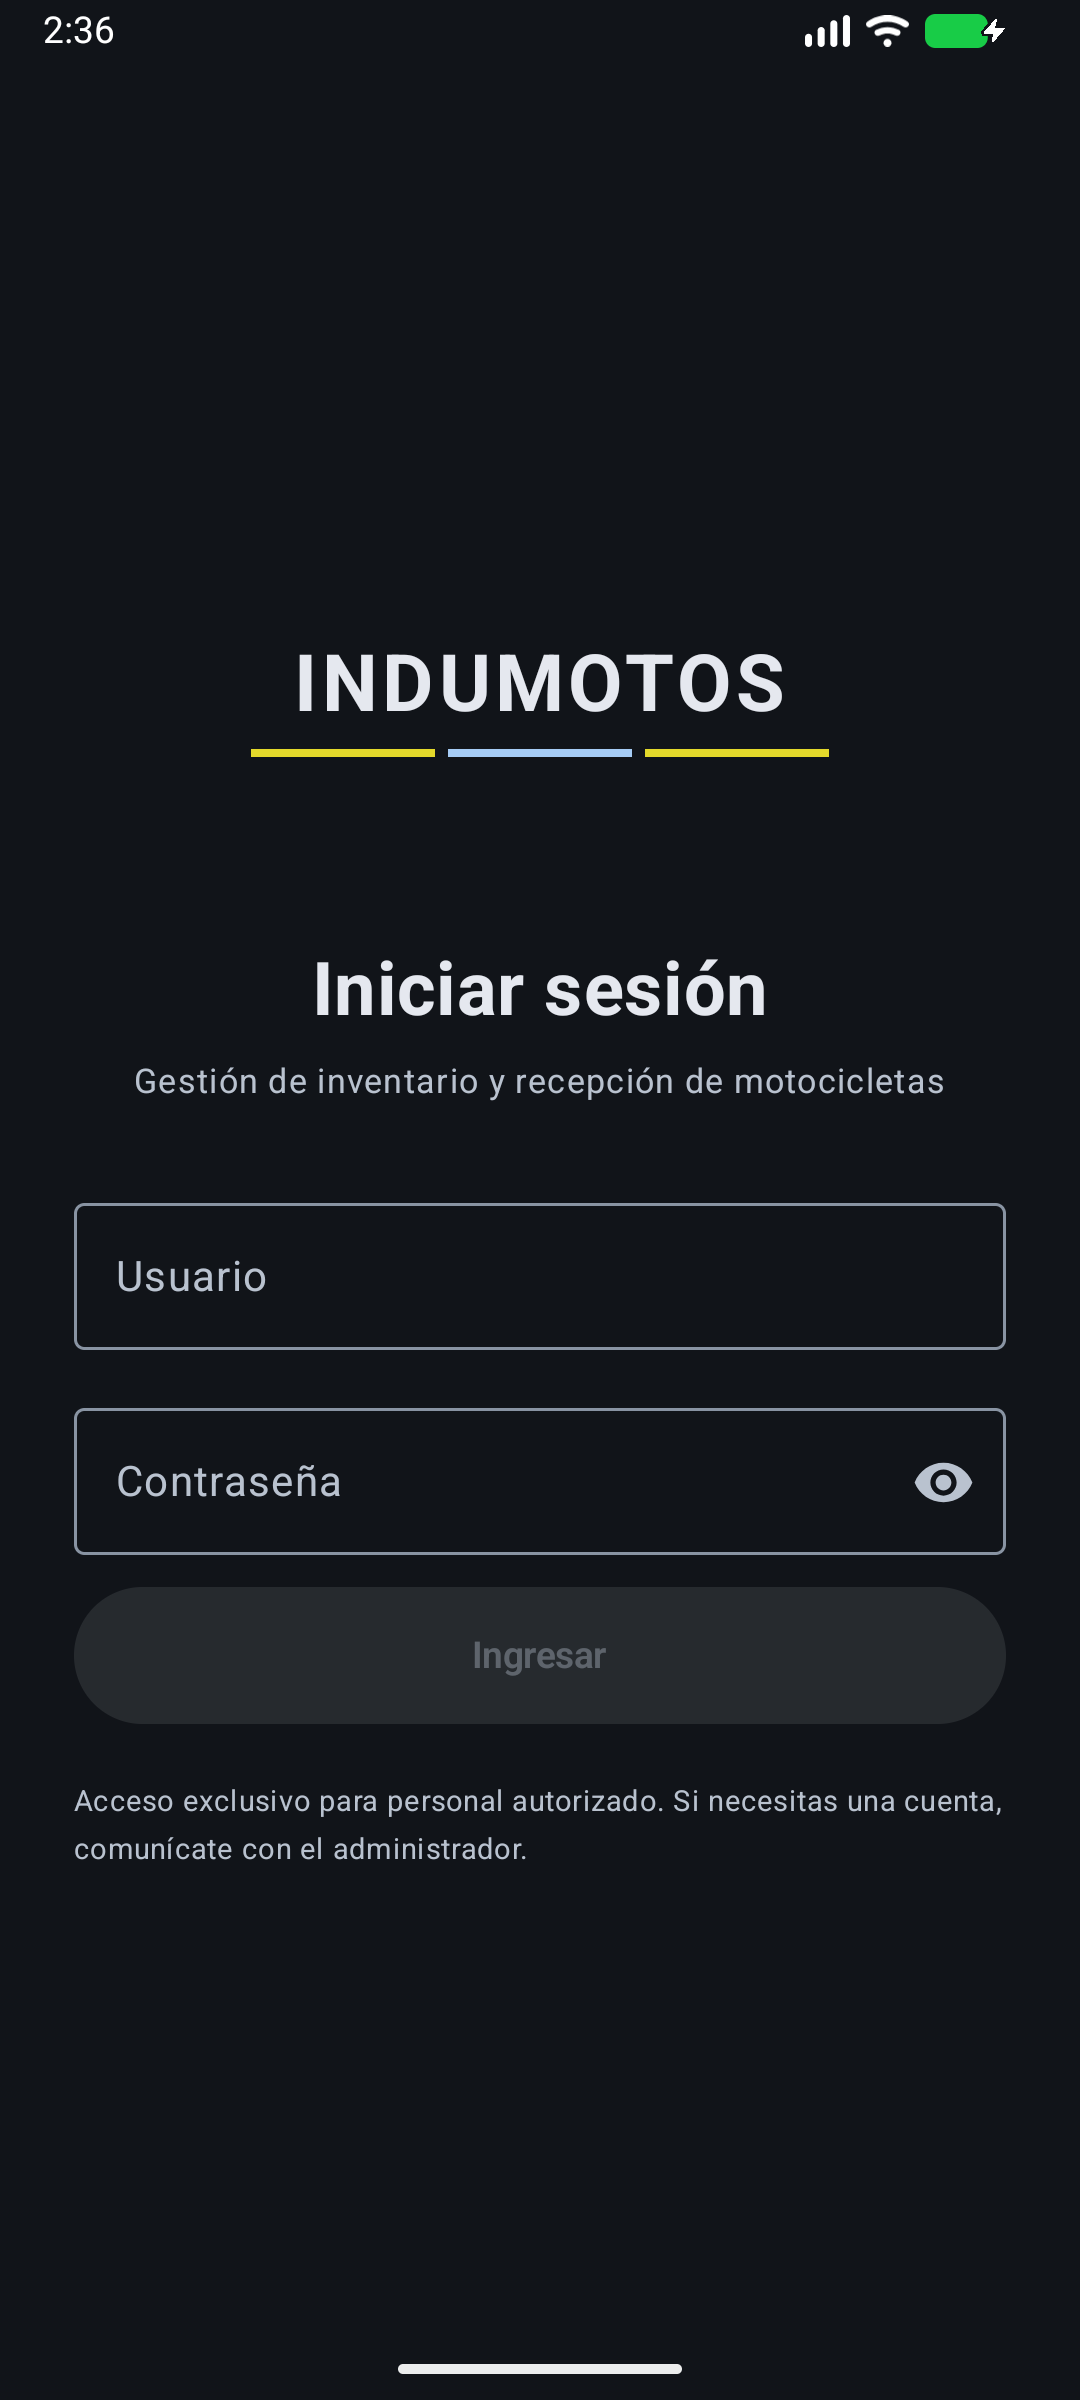 2:36
INDUMOTOS
Iniciar sesión
Gestión de inventario y recepción de motocicletas
Usuario
Contraseña
Ingresar
Acceso exclusivo para personal autorizado. Si necesitas una cuenta,
comunícate con el administrador.